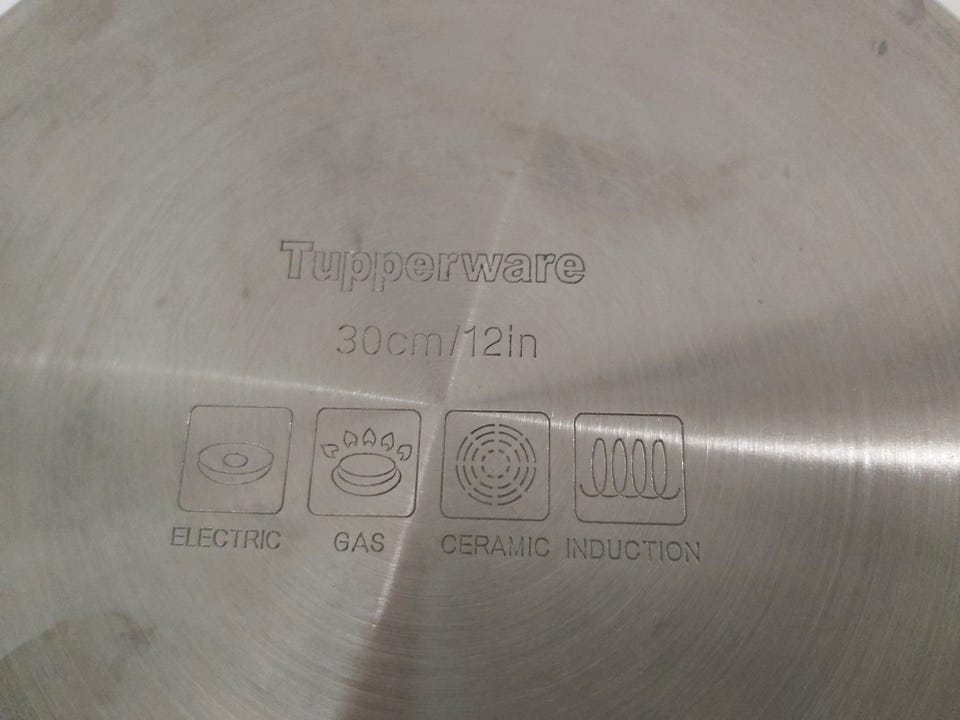 Tupperware
30cm/12in
ELECTRIC GAS CERAMIC INDUCTION